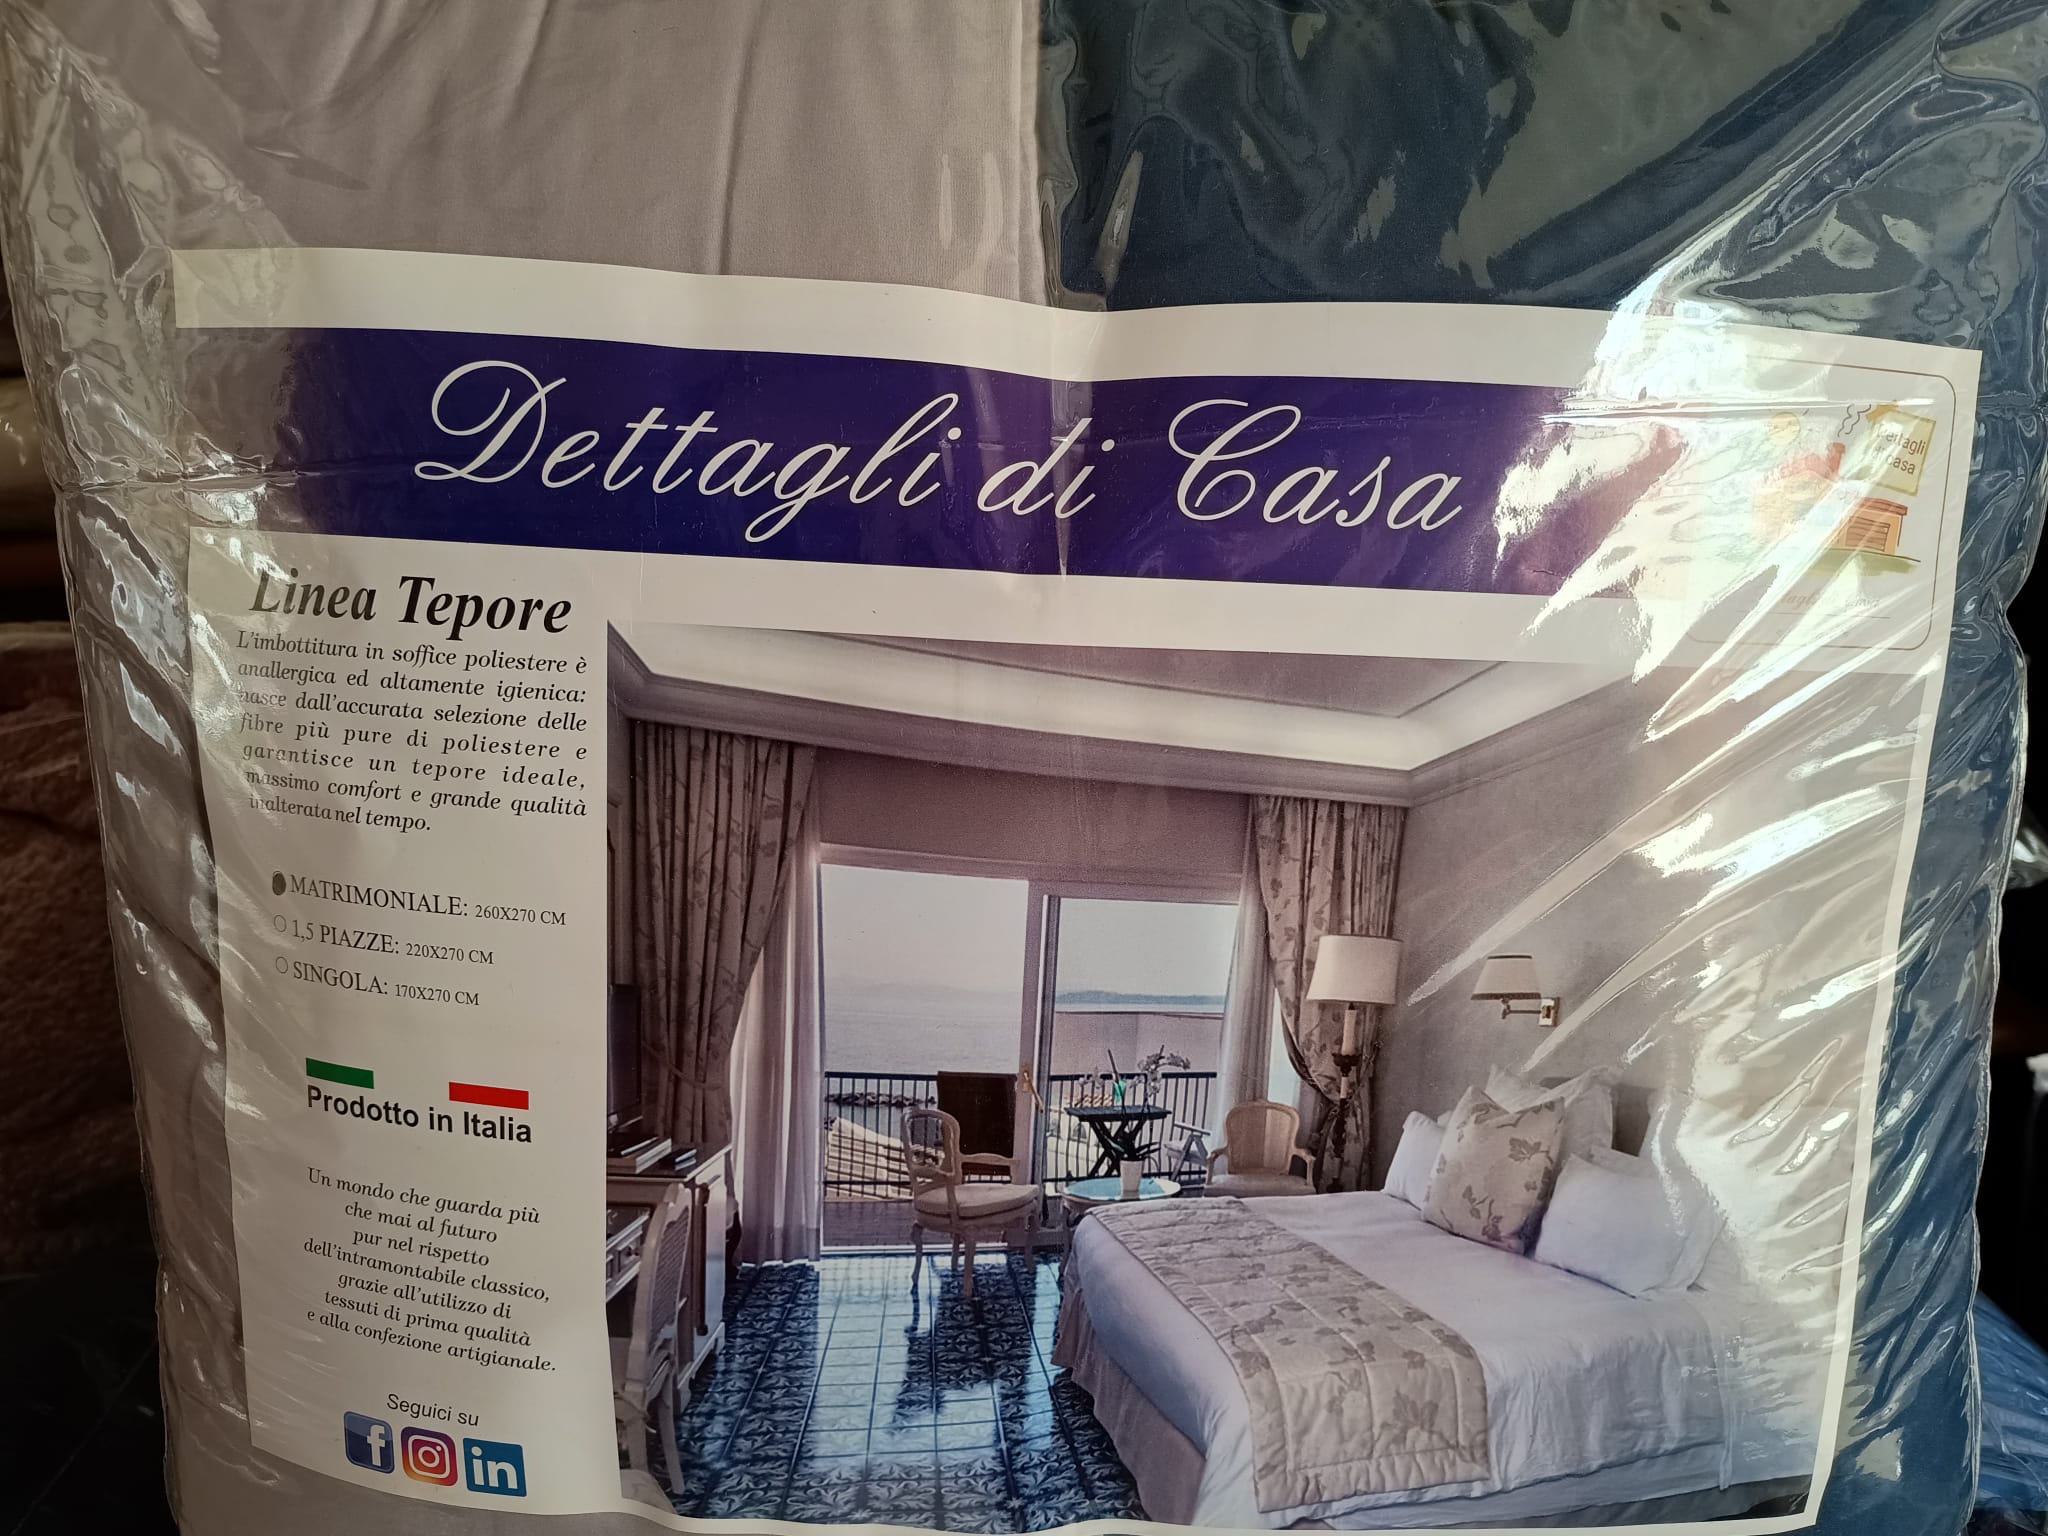 Dettagli di Casa
Dettagli
di casa
Linea Tepore
L'imbottitura in soffice poliestere è
anallergica ed altamente igienica:
nasce dall'accurata selezione delle
fibre più pure di poliestere e
garantisce un tepore ideale,
massimo comfort e grande qualità
inalterata nel tempo.
MATRIMONIALE: 260X270 CM
1,5 PIAZZE: 220X270 CM
SINGOLA: 170X270 CM
Prodotto in Italia
Un mondo che guarda più
che mai al futuro
pur nel rispetto
dell'intramontabile classico,
grazie all'utilizzo di
tessuti di prima qualità
e alla confezione artigianale.
Seguici su
f
in